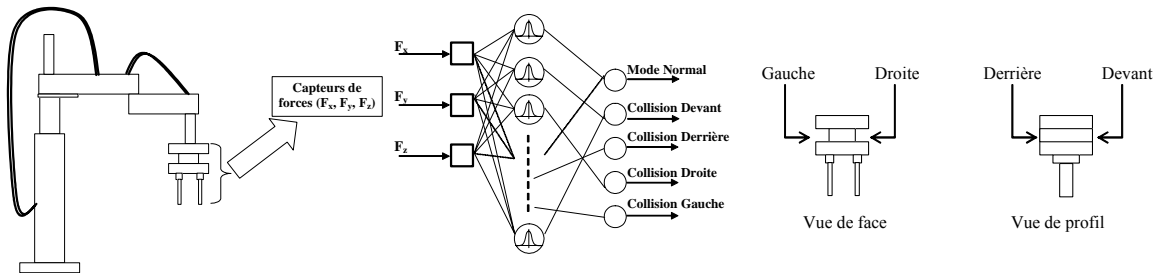 Capteurs de
forces (Fx, Fy, Fz)
Fx
Fy
Fz
Mode Normal
Collision Devant
Collision Derrière
Collision Droite
Collision Gauche
Gauche
Droite
Vue de face
Derrière
Devant
Vue de profil